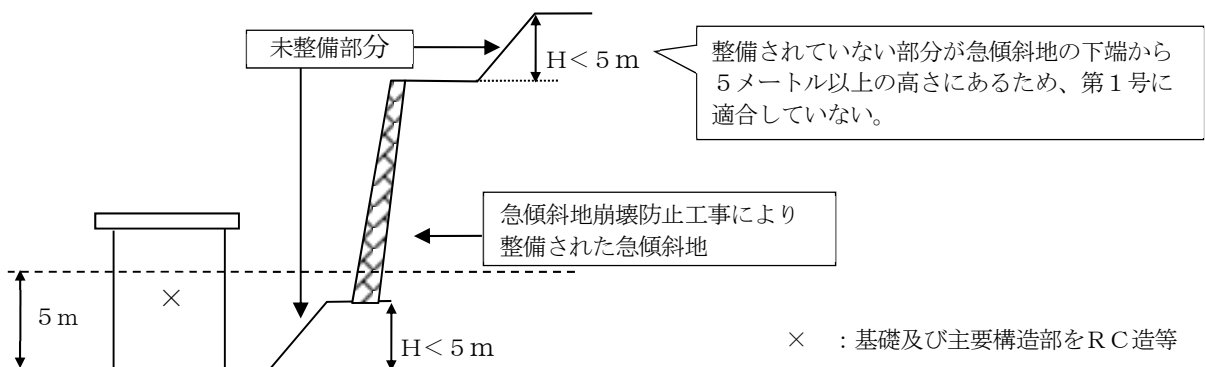 未整備部分
H<5m
整備されていない部分が急傾斜地の下端から
5メートル以上の高さにあるため、第1号に
適合していない。
急傾斜地崩壊防止工事により
整備された急傾斜地
×
5m
H<5m
× :基礎及び主要構造部をRC造等